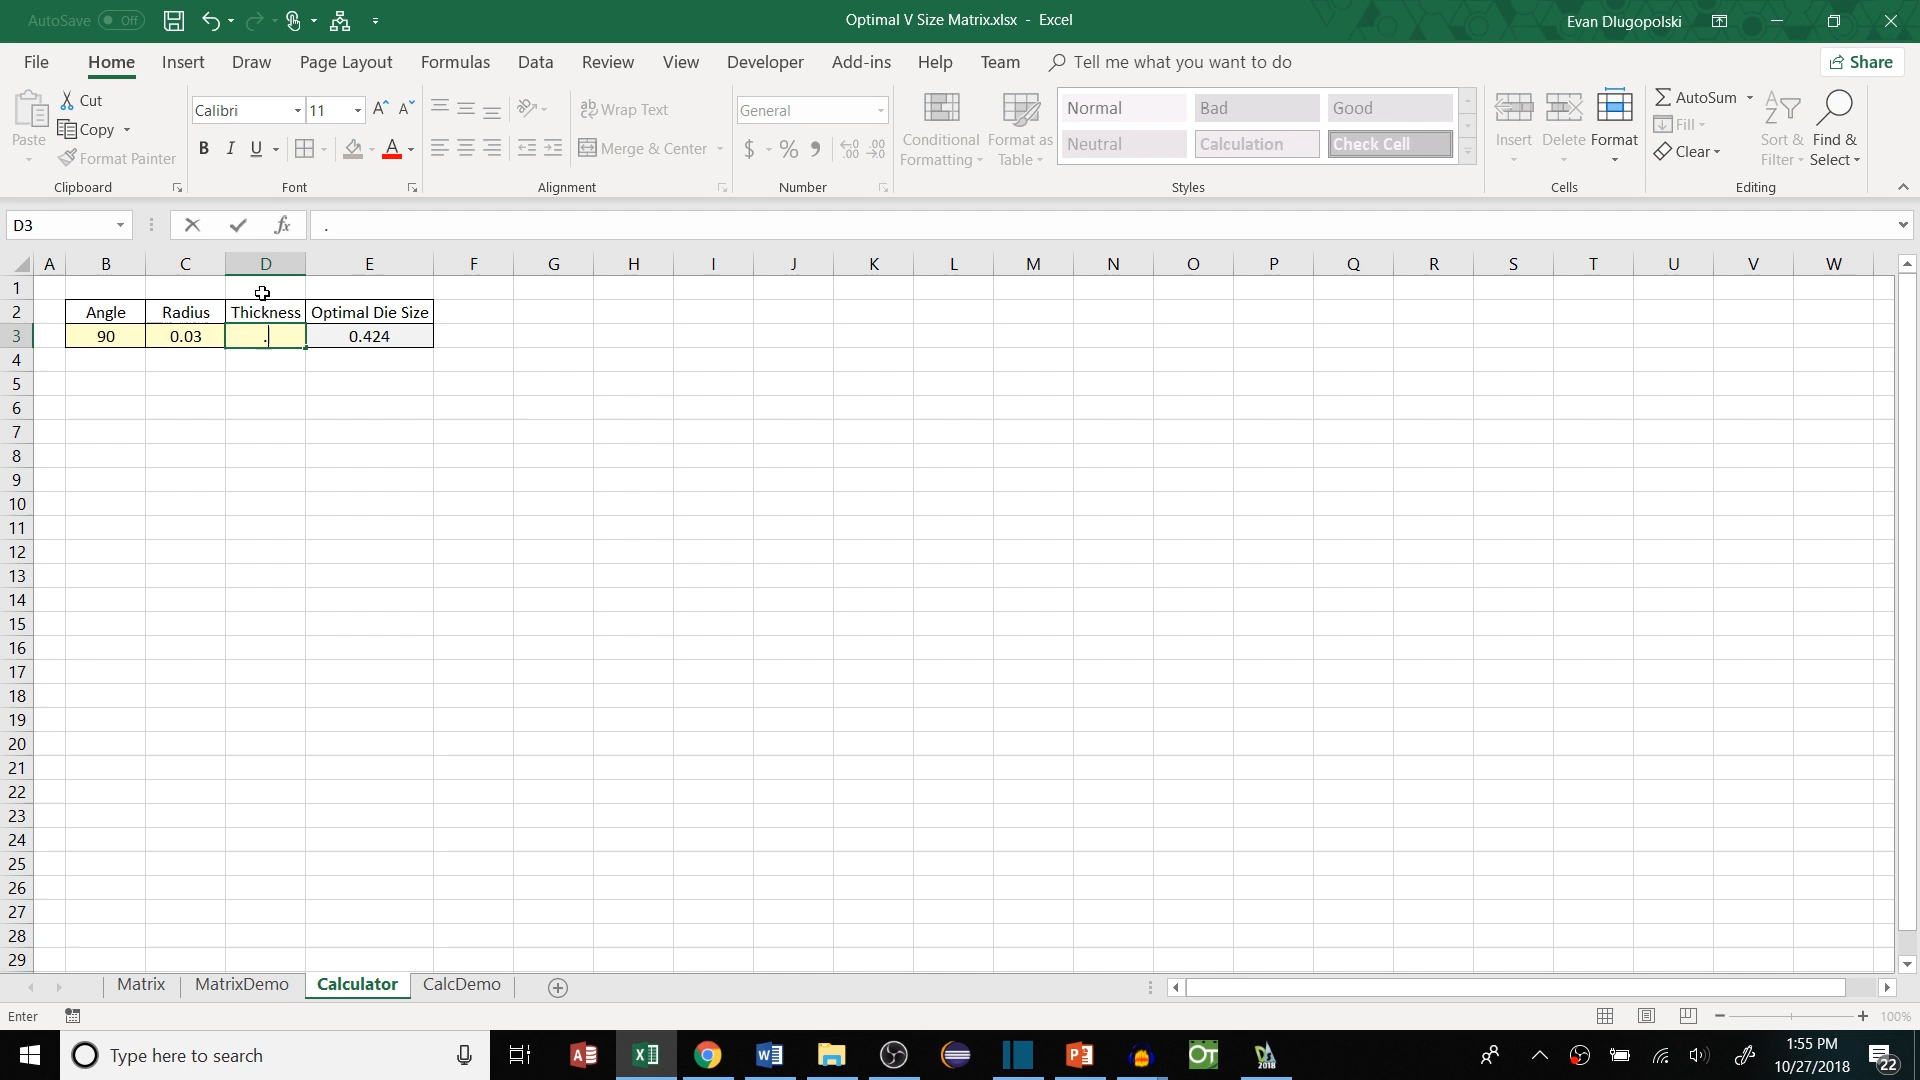 AutoSave Off
Optimal V Size Matrix.xlsx - Excel
Evan Dlugopolski
File Home Insert Draw Page Layout Formulas Data Review View Developer Add-ins Help Team Tell me what you want to do Share
Paste
Cut
Copy
Format Painter
Clipboard
Calibri 11
B I U
Font
Wrap Text
Merge & Center
Alignment
General
$ %
Number
Conditional Formatting
Format as Table
Normal Bad Good
Neutral Calculation Check Cell
Styles
Insert Delete Format
Cells
AutoSum
Fill
Clear
Sort & Filter
Find & Select
Editing
D3 fx .
A B C D E F G H I J K L M N O P Q R S T U V W
1
2 Angle Radius Thickness Optimal Die Size
3 90 0.03 . 0.424
4
5
6
7
8
9
10
11
12
13
14
15
16
17
18
19
20
21
22
23
24
25
26
27
28
29
Matrix MatrixDemo Calculator CalcDemo
Enter 100%
Type here to search
OT
2018
1:55 PM
10/27/2018
22